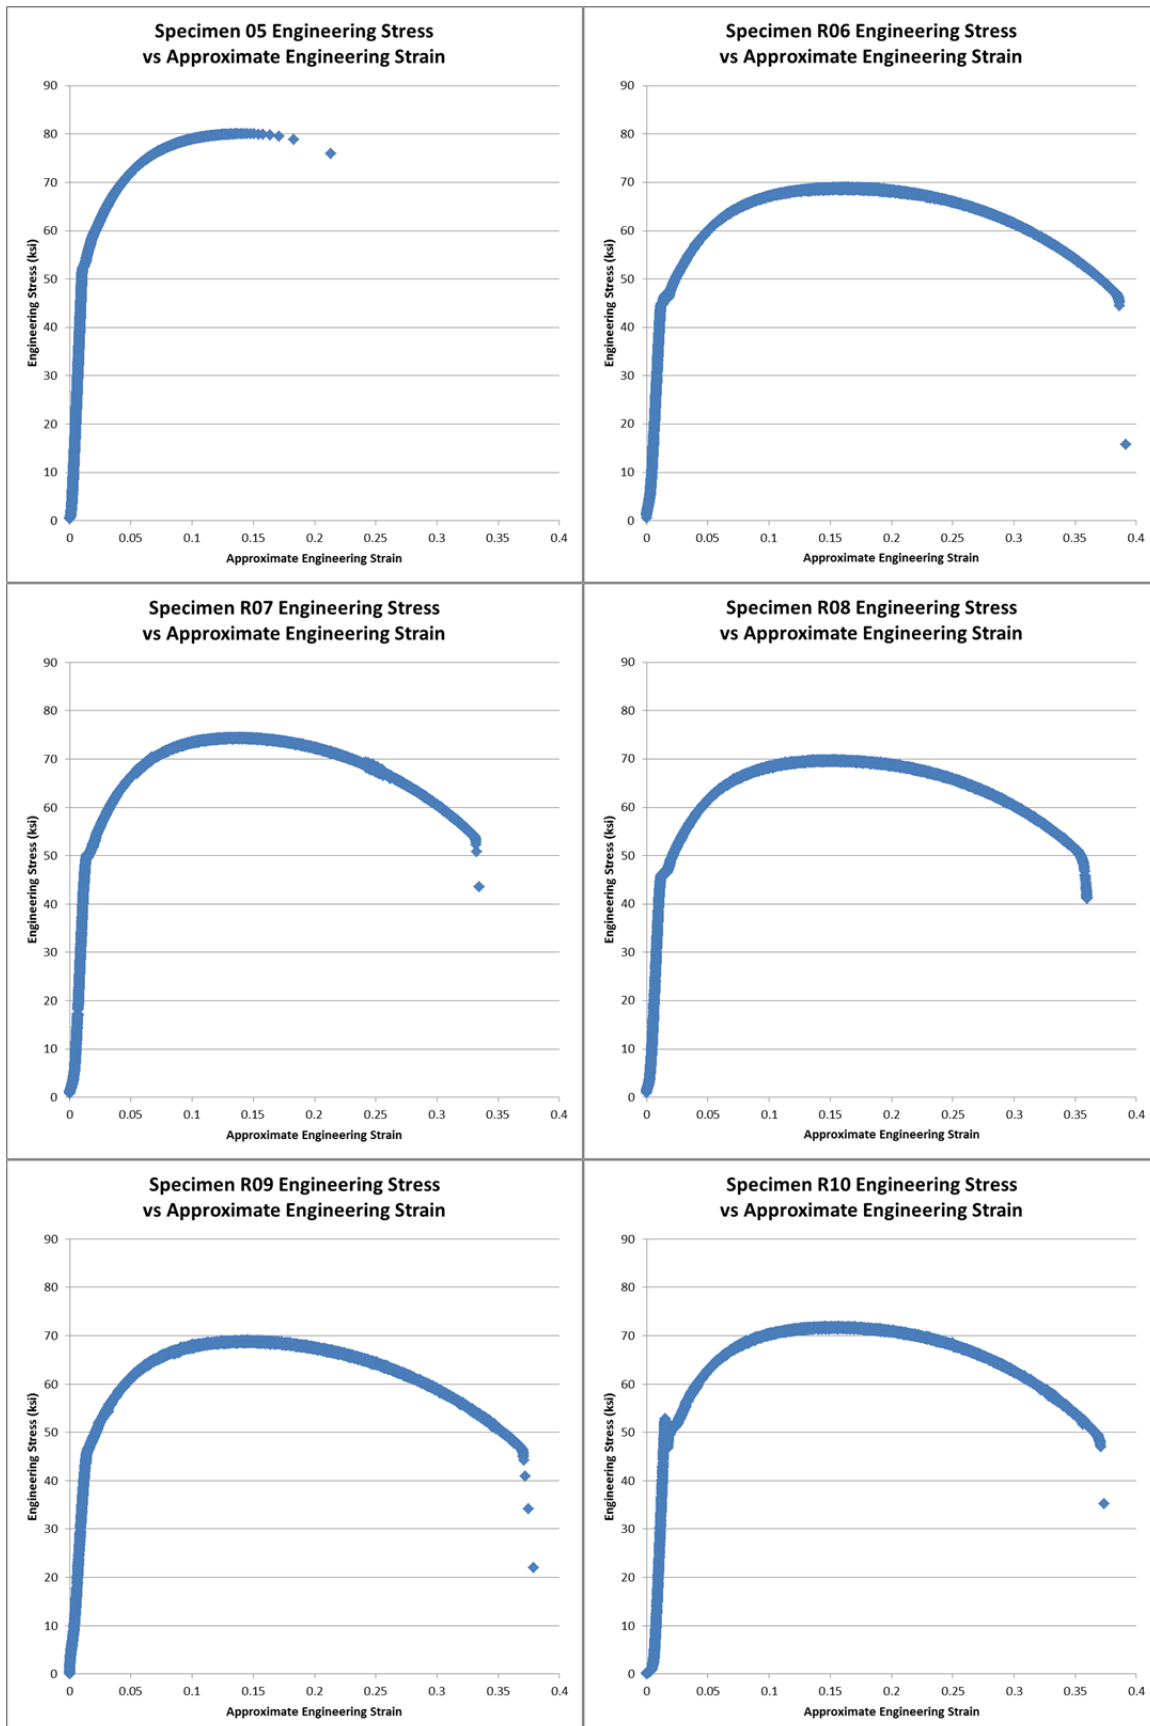 Specimen 05 Engineering Stress
vs Approximate Engineering Strain
Engineering Stress (ksi)
90
80
70
60
50
40
30
20
10
0
0 0.05 0.1 0.15 0.2 0.25 0.3 0.35 0.4
Approximate Engineering Strain
Specimen R06 Engineering Stress
vs Approximate Engineering Strain
Engineering Stress (ksi)
90
80
70
60
50
40
30
20
10
0
0 0.05 0.1 0.15 0.2 0.25 0.3 0.35 0.4
Approximate Engineering Strain
Specimen R07 Engineering Stress
vs Approximate Engineering Strain
Engineering Stress (ksi)
90
80
70
60
50
40
30
20
10
0
0 0.05 0.1 0.15 0.2 0.25 0.3 0.35 0.4
Approximate Engineering Strain
Specimen R08 Engineering Stress
vs Approximate Engineering Strain
Engineering Stress (ksi)
90
80
70
60
50
40
30
20
10
0
0 0.05 0.1 0.15 0.2 0.25 0.3 0.35 0.4
Approximate Engineering Strain
Specimen R09 Engineering Stress
vs Approximate Engineering Strain
Engineering Stress (ksi)
90
80
70
60
50
40
30
20
10
0
0 0.05 0.1 0.15 0.2 0.25 0.3 0.35 0.4
Approximate Engineering Strain
Specimen R10 Engineering Stress
vs Approximate Engineering Strain
Engineering Stress (ksi)
90
80
70
60
50
40
30
20
10
0
0 0.05 0.1 0.15 0.2 0.25 0.3 0.35 0.4
Approximate Engineering Strain